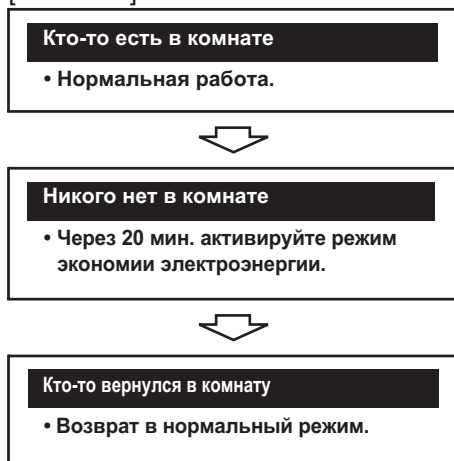 Кто-то есть в комнате
• Нормальная работа.
Никого нет в комнате
• Через 20 мин. активируйте режим
экономии электроэнергии.
Кто-то вернулся в комнату
• Возврат в нормальный режим.